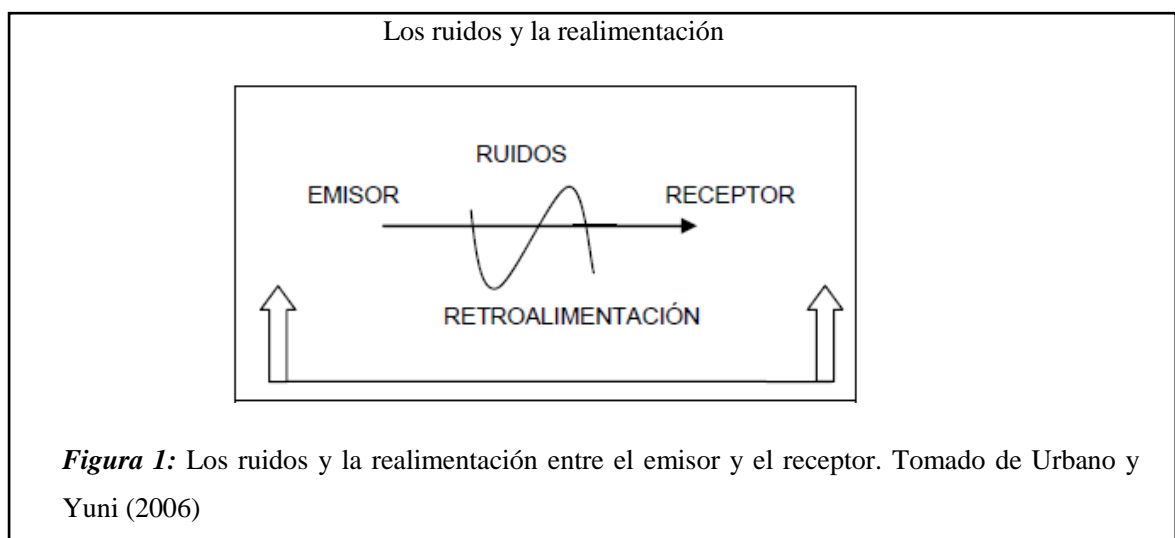 Los ruidos y la realimentación
RUIDOS
EMISOR RECEPTOR
RETROALIMENTACIÓN
Figura 1: Los ruidos y la realimentación entre el emisor y el receptor. Tomado de Urbano y
Yuni (2006)